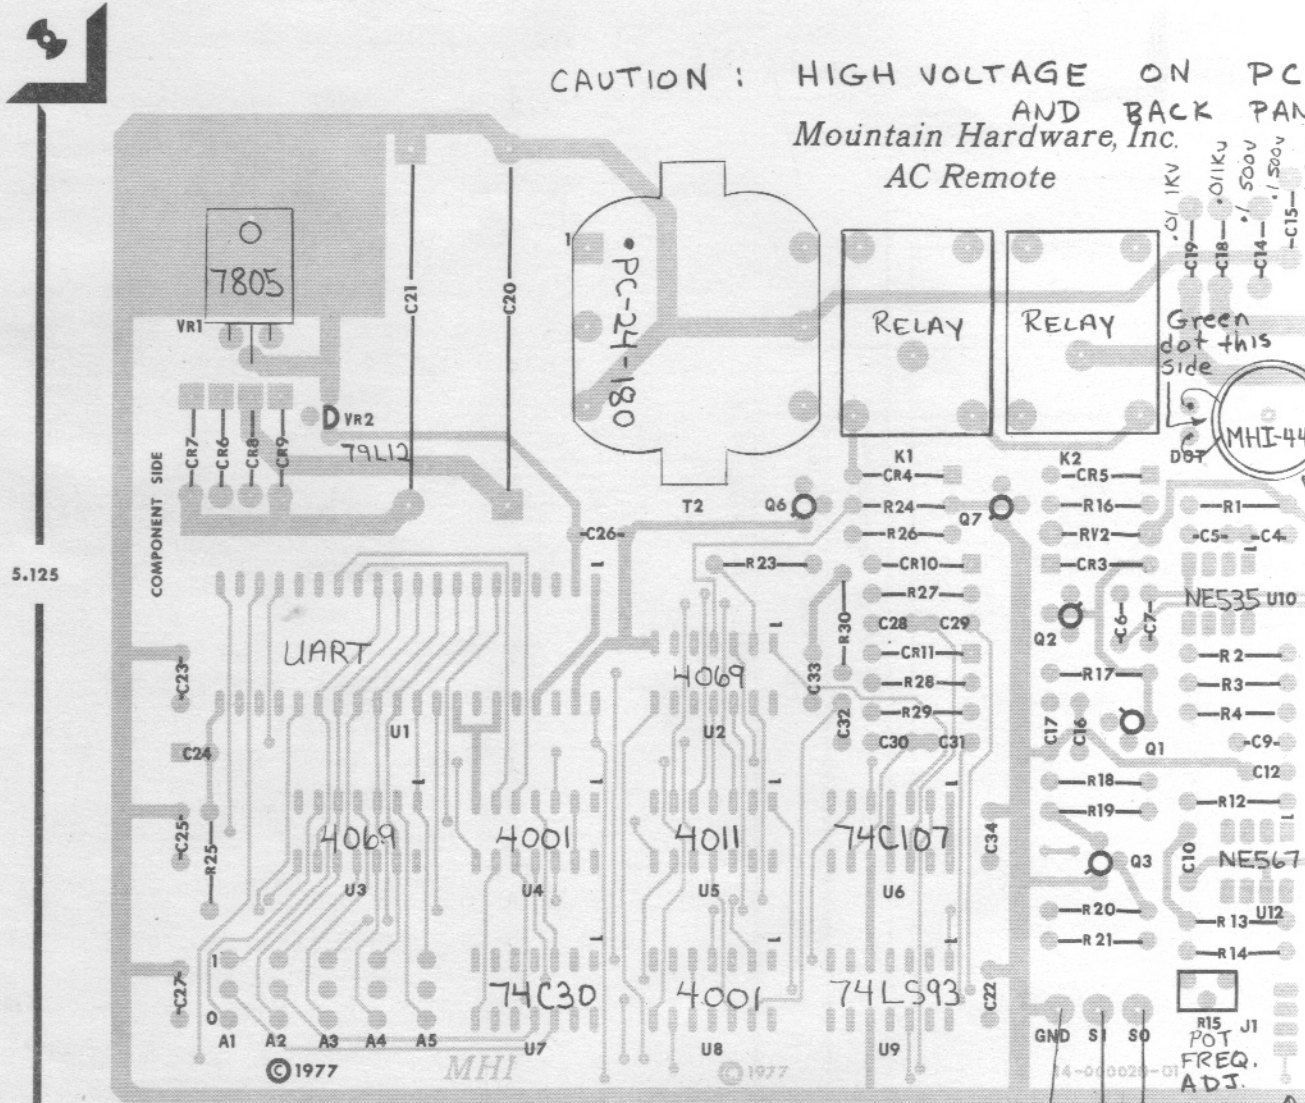 CAUTION : HIGH VOLTAGE ON PC
AND BACK PAN
Mountain Hardware, Inc.
AC Remote
.01 1KV
.01 1KV
.1 500V
.1 500V
C19
C18
C14
C15
7805
VR1
C21
C20
1
PC-24-180
RELAY
RELAY
Green
dot this
side
VR2
79L12
CR7
CR6
CR8
CR9
COMPONENT SIDE
K1
K2
DOT
MHI-44
T2
Q6
CR4
R24
R26
Q7
CR5
R16
RV2
R1
C5
C4
C26
R23
CR10
CR3
5.125
R27
C28
C29
R30
Q2
C6
C7
NE535 U10
UART
4069
CR11
R28
R29
C30
C31
C33
C32
R17
R2
R3
R4
C23
U1
U2
C17
C16
Q1
C9
C12
C24
R18
R19
R12
C25
R25
4069
4001
4011
74C107
C34
Q3
C10
NE567
U3
U4
U5
U6
R20
R21
R13
U12
R14
C27
1
0
74C30
4001
74LS93
C22
A1 A2 A3 A4 A5
U7
U8
U9
GND S1 S0
R15
J1
POT
FREQ.
ADJ.
© 1977
MHI
© 1977
14-000020-01